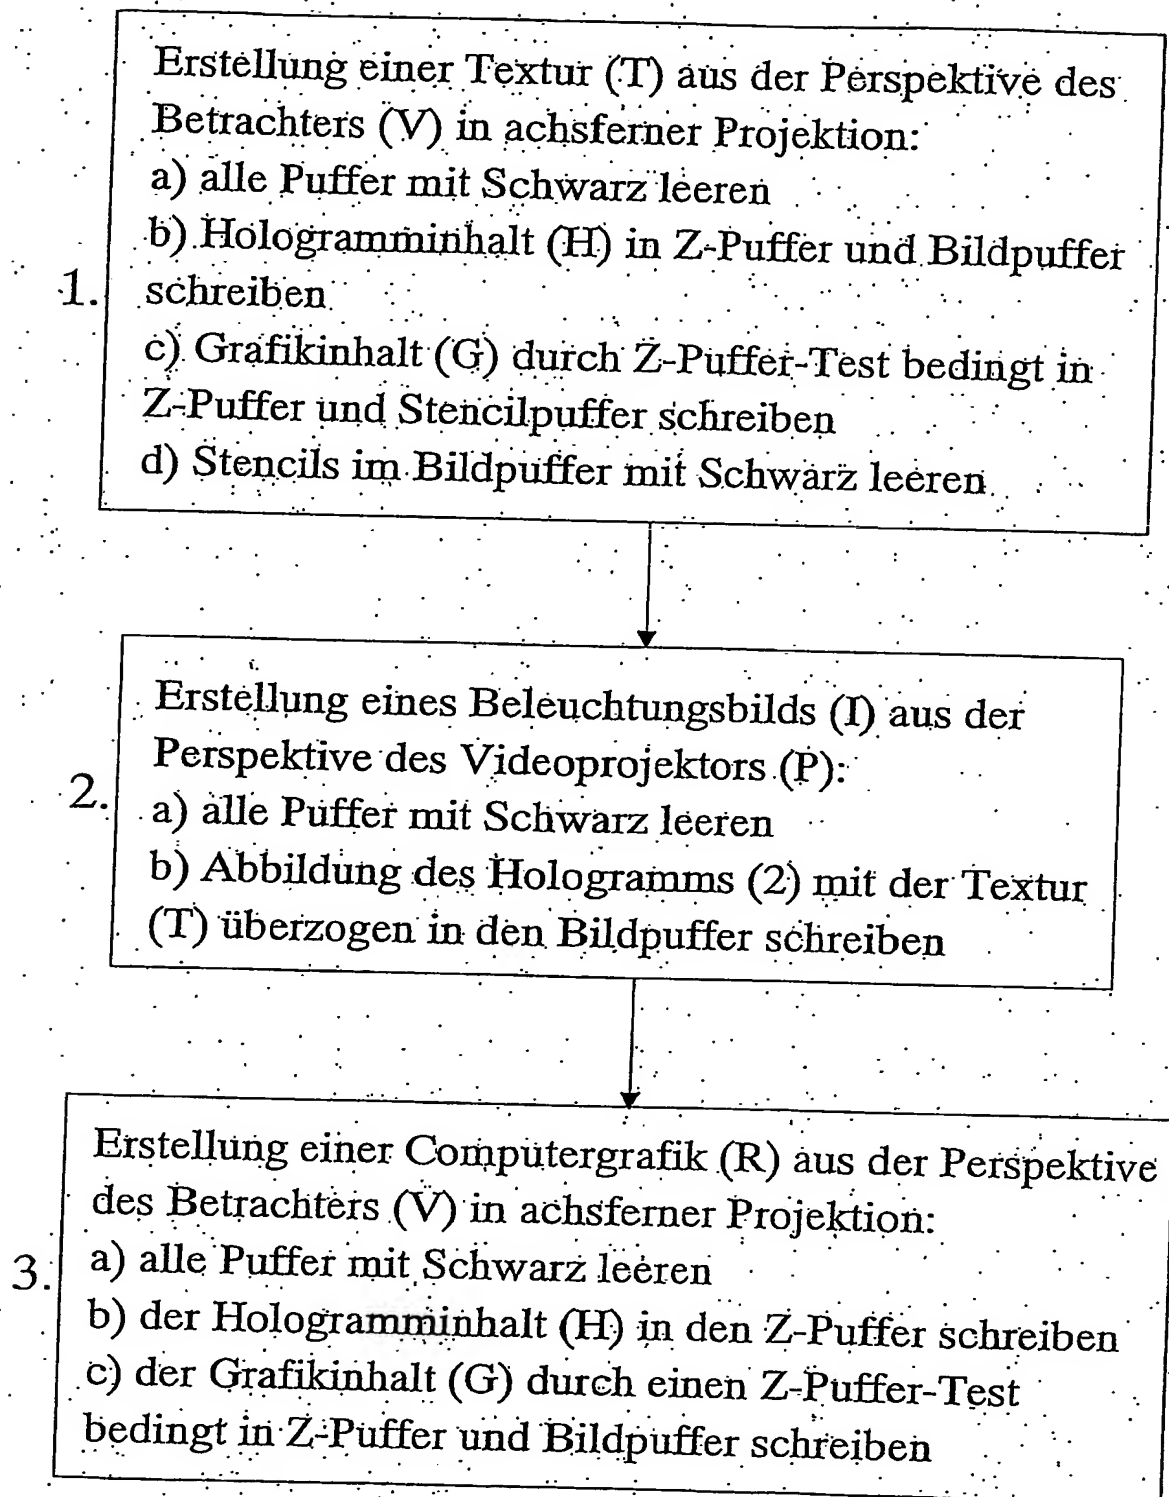 Erstellung einer Textur (T) aus der Perspektive des
Betrachters (V) in achsferner Projektion:
a) alle Puffer mit Schwarz leeren
b) Hologramminhalt (H) in Z-Puffer und Bildpuffer
1.
schreiben
c) Grafikinhalt (G) durch Z-Puffer-Test bedingt in
Z-Puffer und Stencilpuffer schreiben
d) Stencils im Bildpuffer mit Schwarz leeren
Erstellung eines Beleuchtungsbilds (I) aus der
Perspektive des Videoprojektors (P):
2.
a) alle Puffer mit Schwarz leeren
b) Abbildung des Hologramms (2) mit der Textur
(T) überzogen in den Bildpuffer schreiben
Erstellung einer Computergrafik (R) aus der Perspektive
des Betrachters (V) in achsferner Projektion:
3.
a) alle Puffer mit Schwarz leeren
b) der Hologramminhalt (H) in den Z-Puffer schreiben
c) der Grafikinhalt (G) durch einen Z-Puffer-Test
bedingt in Z-Puffer und Bildpuffer schreiben